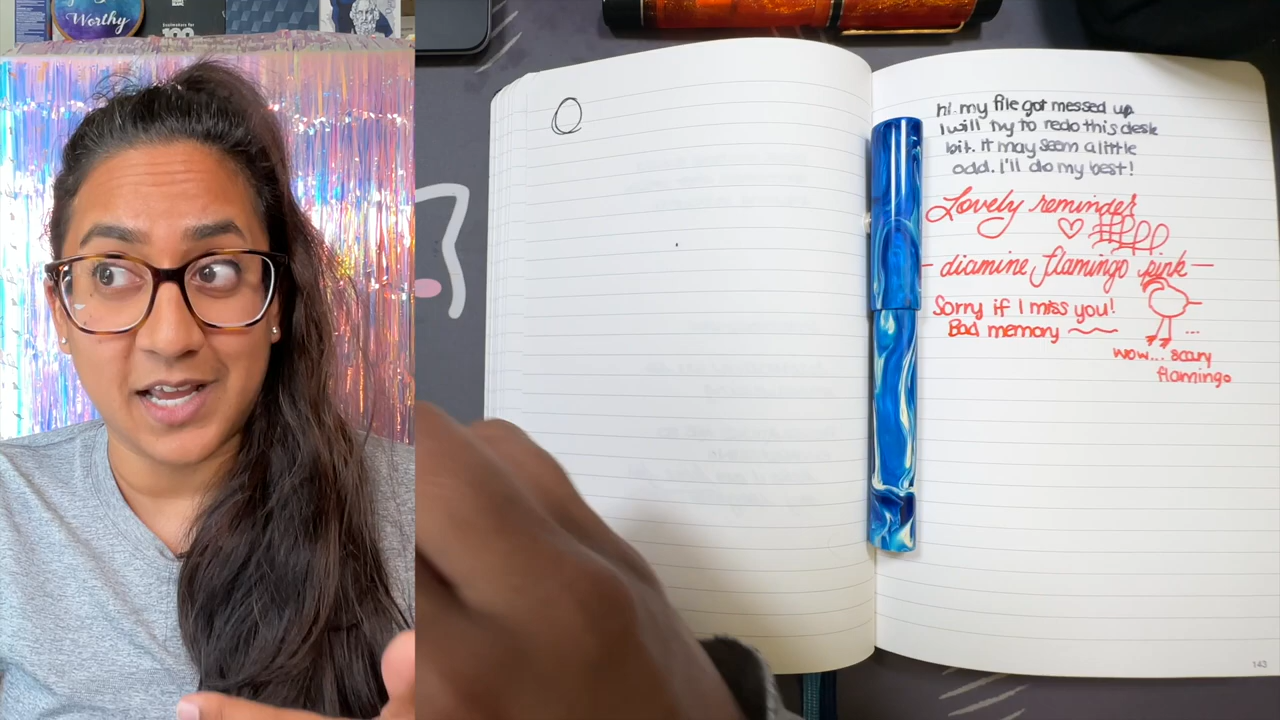 Worthy
100
hi. my file got messed up
I will try to redo this desk
bit. It may seem a little
odd. I'll do my best!
Lovely reminder
— diamine flamingo pink —
Sorry if I miss you!
Bad memory
...
wow... scary
flamingo
143